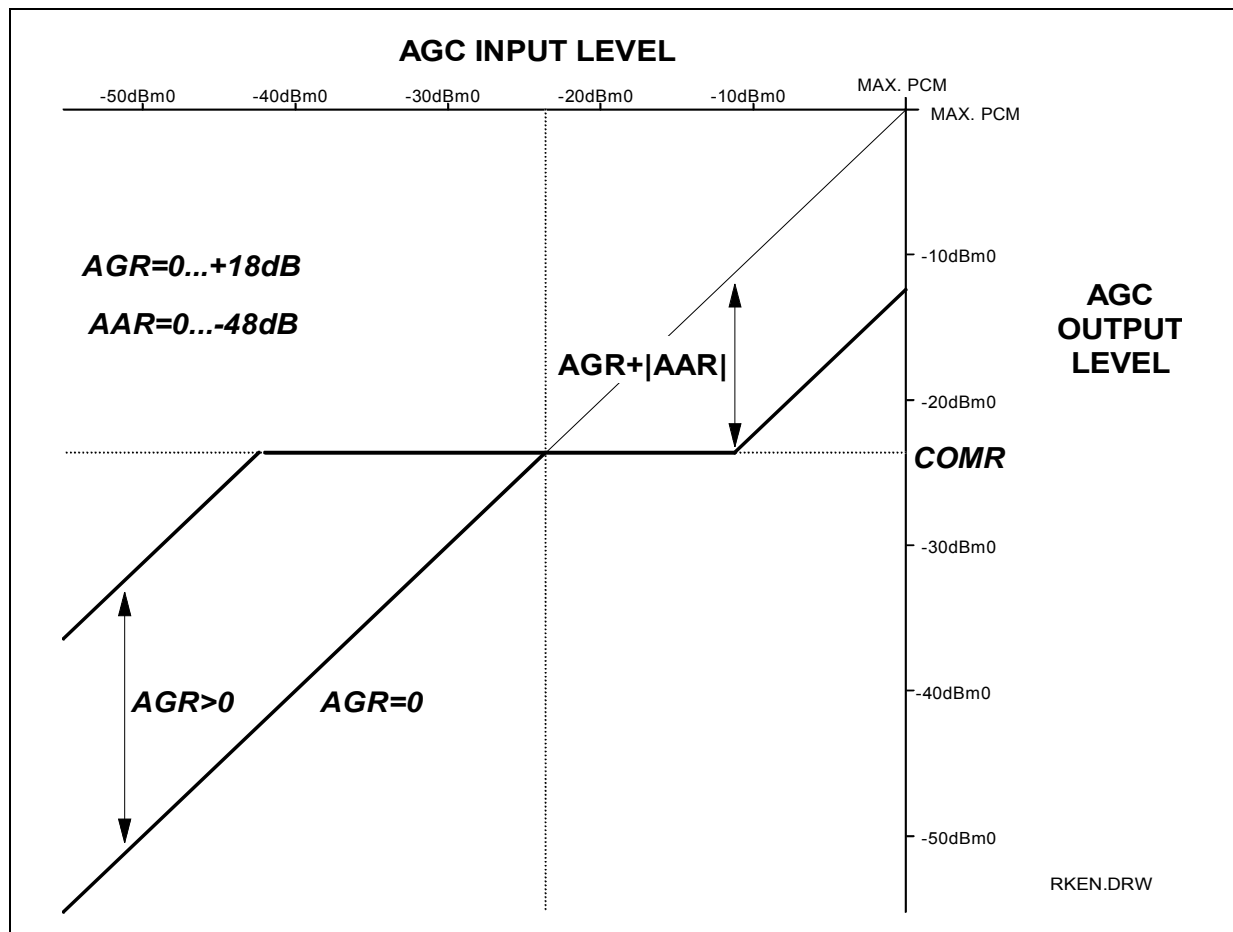 AGC INPUT LEVEL
-50dBm0 -40dBm0 -30dBm0 -20dBm0 -10dBm0 MAX. PCM
MAX. PCM
AGR=0...+18dB
AAR=0...-48dB
-10dBm0
AGC
OUTPUT
LEVEL
AGR+|AAR|
-20dBm0
COMR
-30dBm0
AGR>0 AGR=0
-40dBm0
-50dBm0
RKEN.DRW